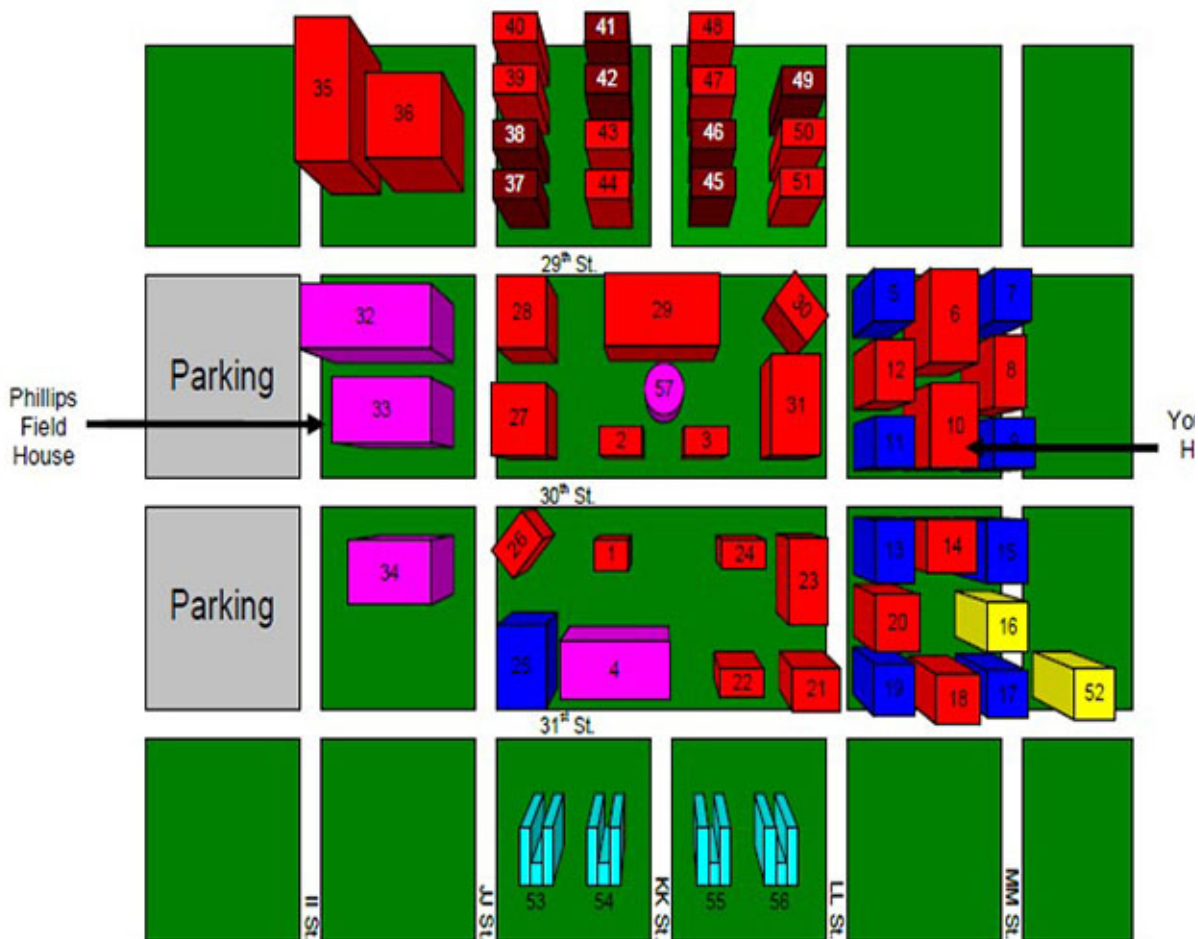 40 41 48
35 36 39 42 47 49
38 43 46 50
37 44 45 51
29th St.
32 28 29 30 5 6 7
Parking
Phillips
Field
House
33 27 57 31 12 8
2 3 11 10 9
Yo
H
30th St.
Parking
34 26 1 24 23 13 14 15
20 16
25 4 22 21 19 18 17 52
31st St.
53 54 55 56
II St.
JJ St.
KK St.
LL St.
MM St.